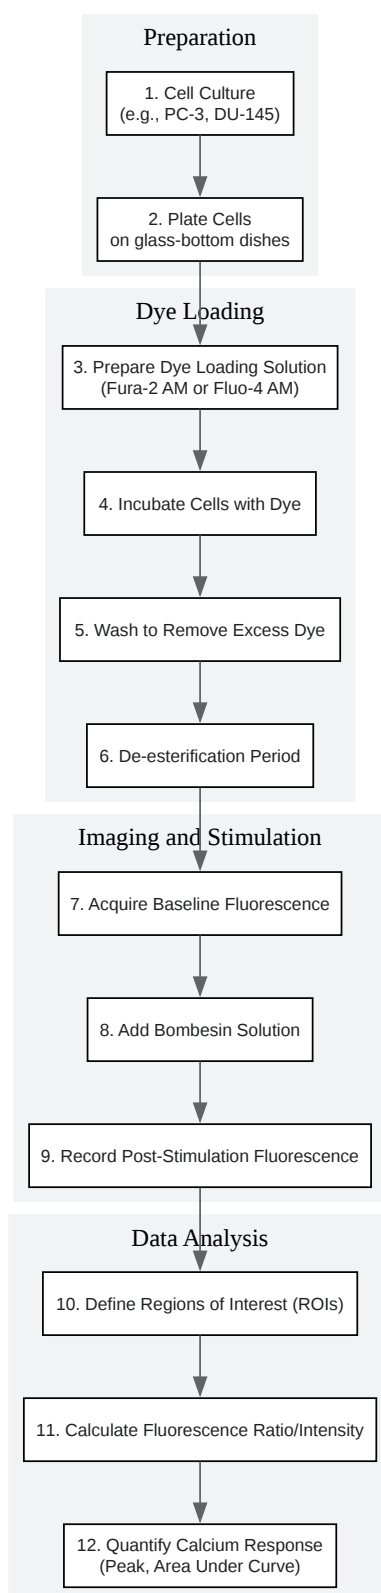 Preparation
1. Cell Culture
(e.g., PC-3, DU-145)
2. Plate Cells
on glass-bottom dishes
Dye Loading
3. Prepare Dye Loading Solution
(Fura-2 AM or Fluo-4 AM)
4. Incubate Cells with Dye
5. Wash to Remove Excess Dye
6. De-esterification Period
Imaging and Stimulation
7. Acquire Baseline Fluorescence
8. Add Bombesin Solution
9. Record Post-Stimulation Fluorescence
Data Analysis
10. Define Regions of Interest (ROIs)
11. Calculate Fluorescence Ratio/Intensity
12. Quantify Calcium Response
(Peak, Area Under Curve)